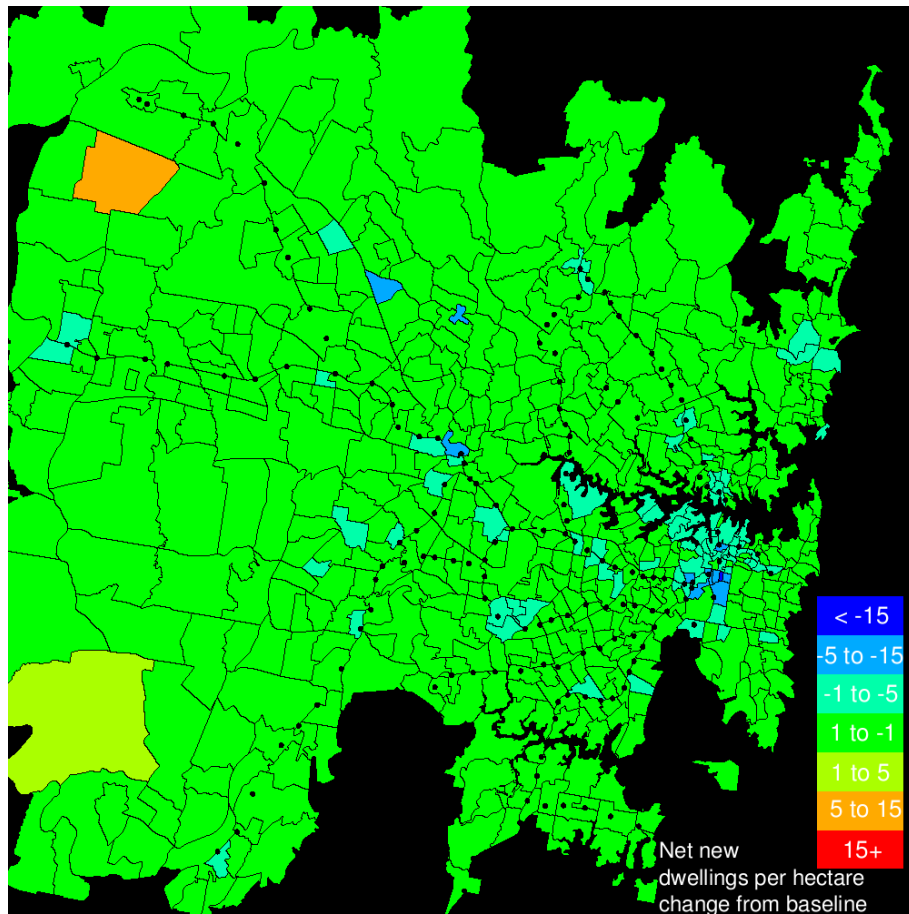 < -15
-5 to -15
-1 to -5
1 to -1
1 to 5
5 to 15
15+
Net new
dwellings per hectare
change from baseline